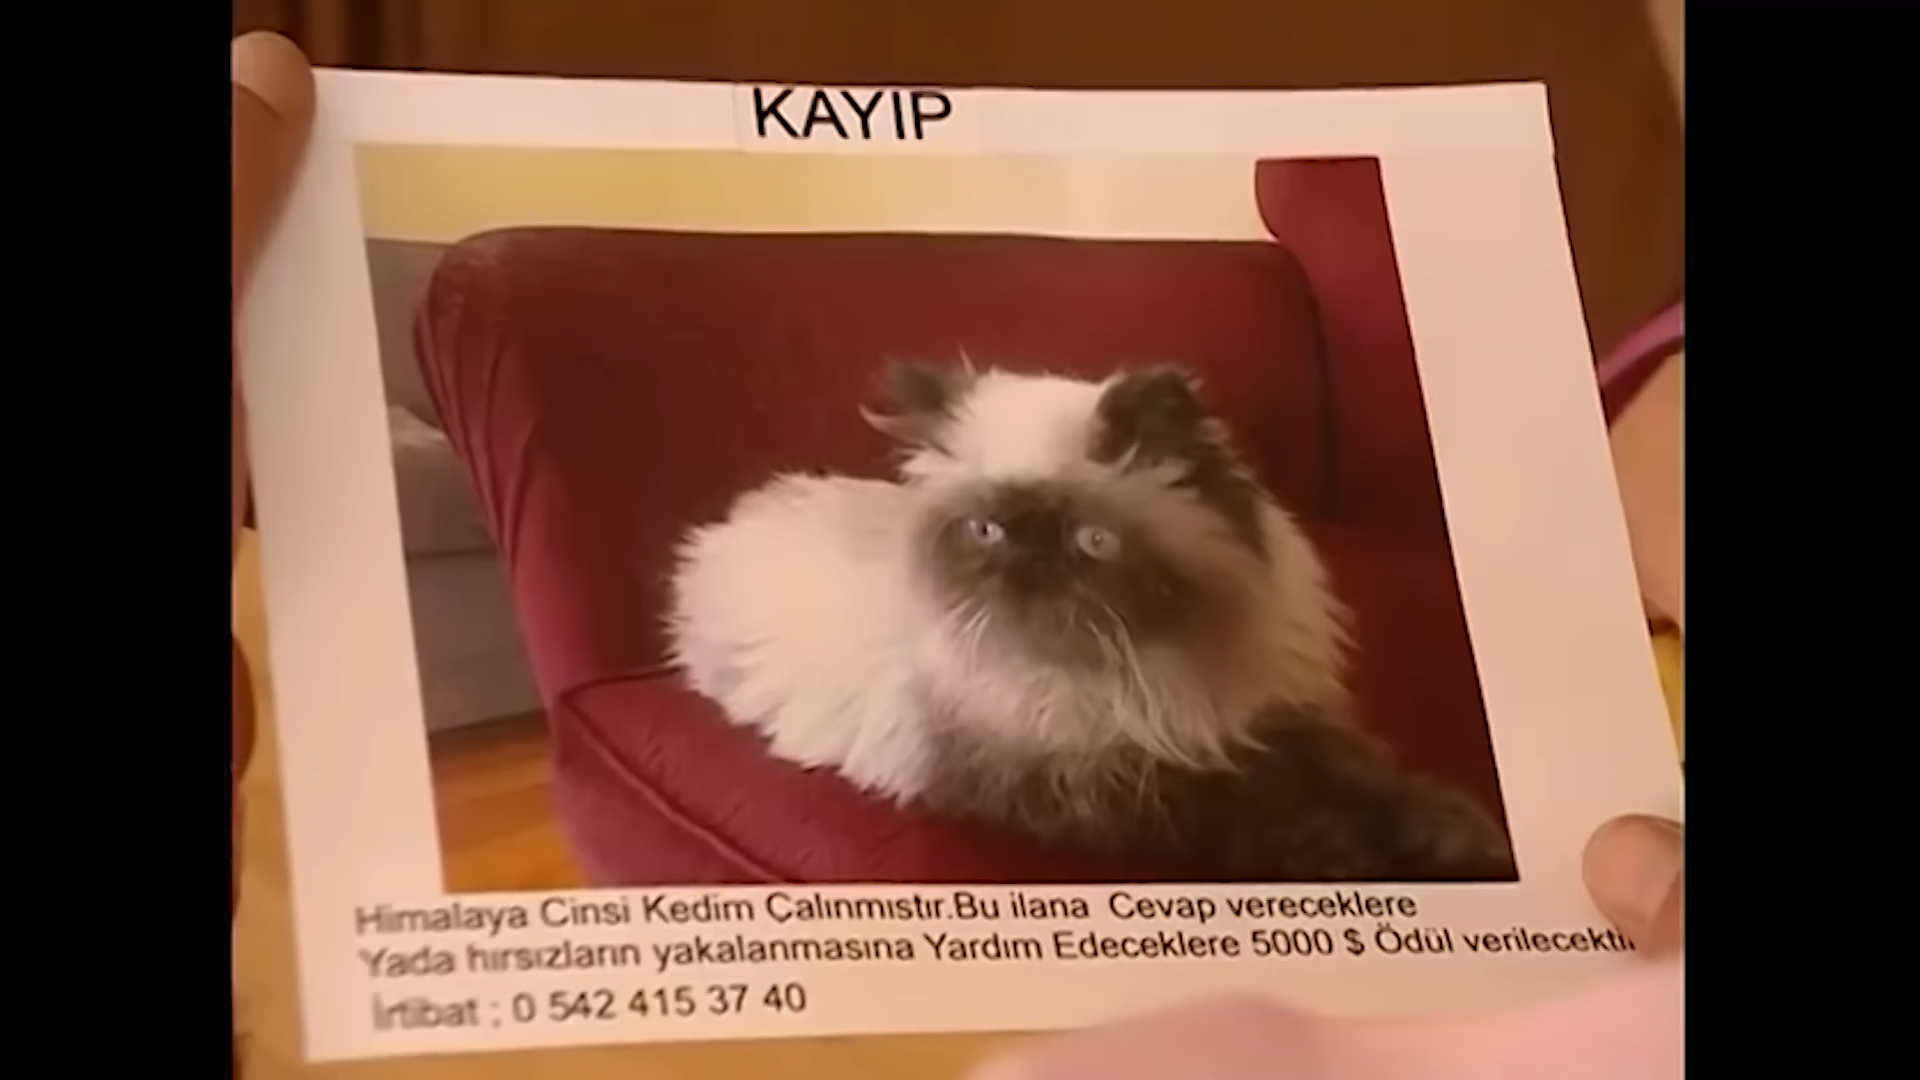 KAYIP
Himalaya Cinsi Kedim Çalınmıstır.Bu ilana Cevap vereceklere
Yada hırsızların yakalanmasına Yardım Edeceklere 5000 $ Ödül verilecektir
İrtibat ; 0 542 415 37 40